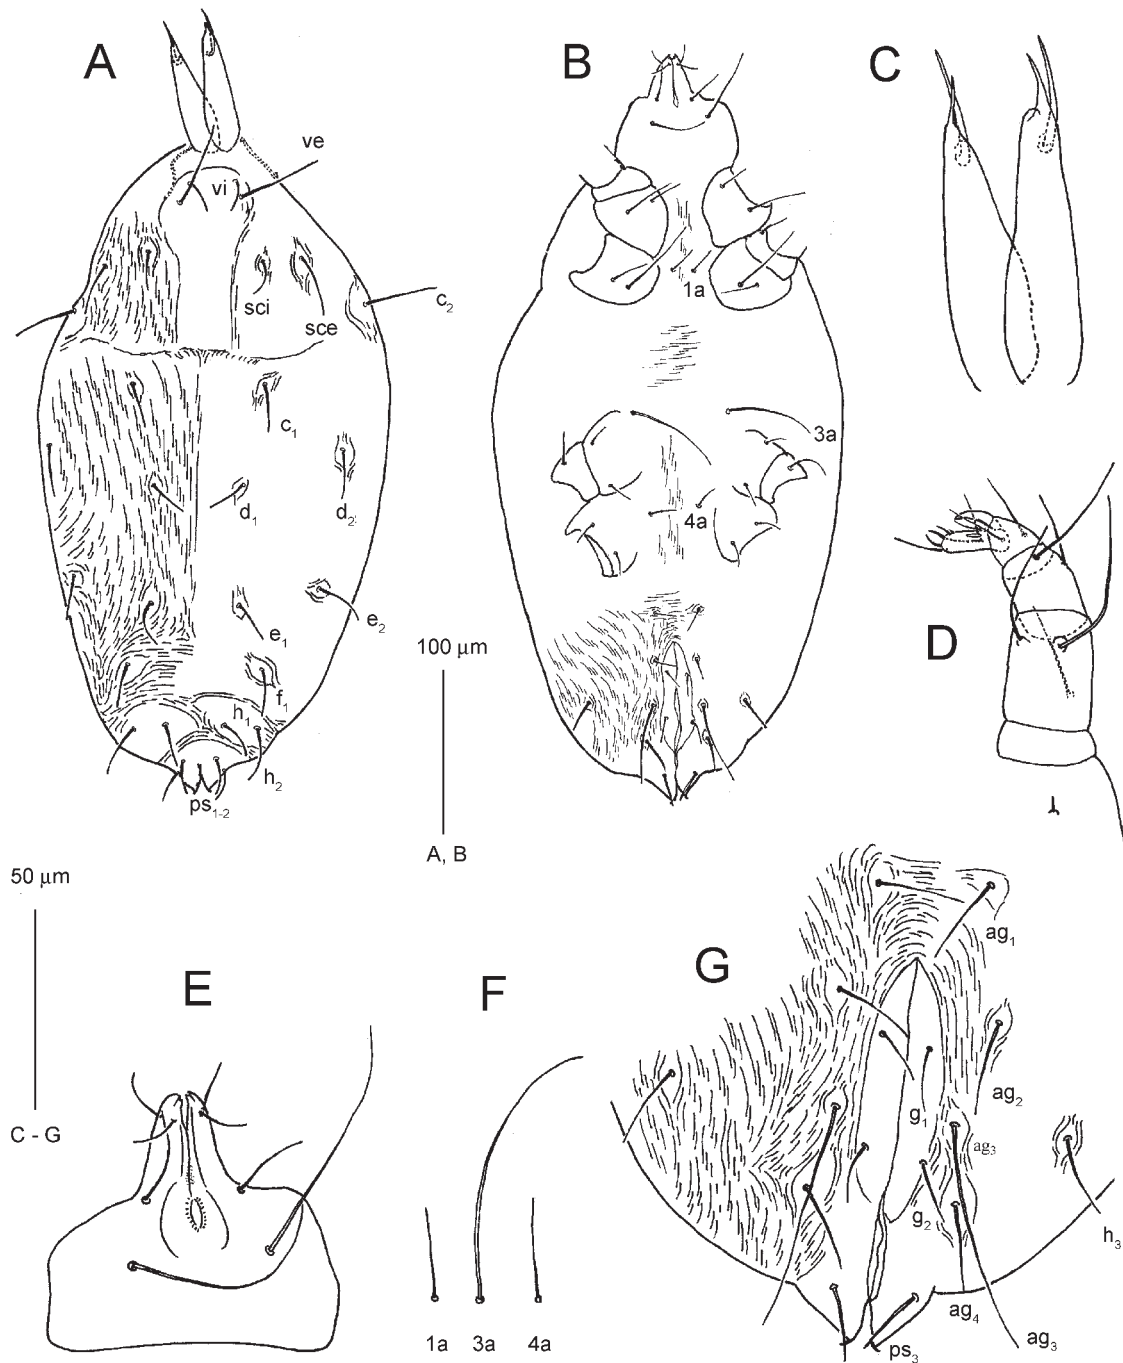 A
B
C
ve
vi
sci
sce
c2
1a
c1
3a
d1
d2
4a
e1
e2
D
100 µm
f1
h1
h2
ps1-2
A, B
50 µm
E
F
G
ag1
ag2
g1
ag3
C - G
g2
h3
ag4
ag3
1a
3a
4a
ps3